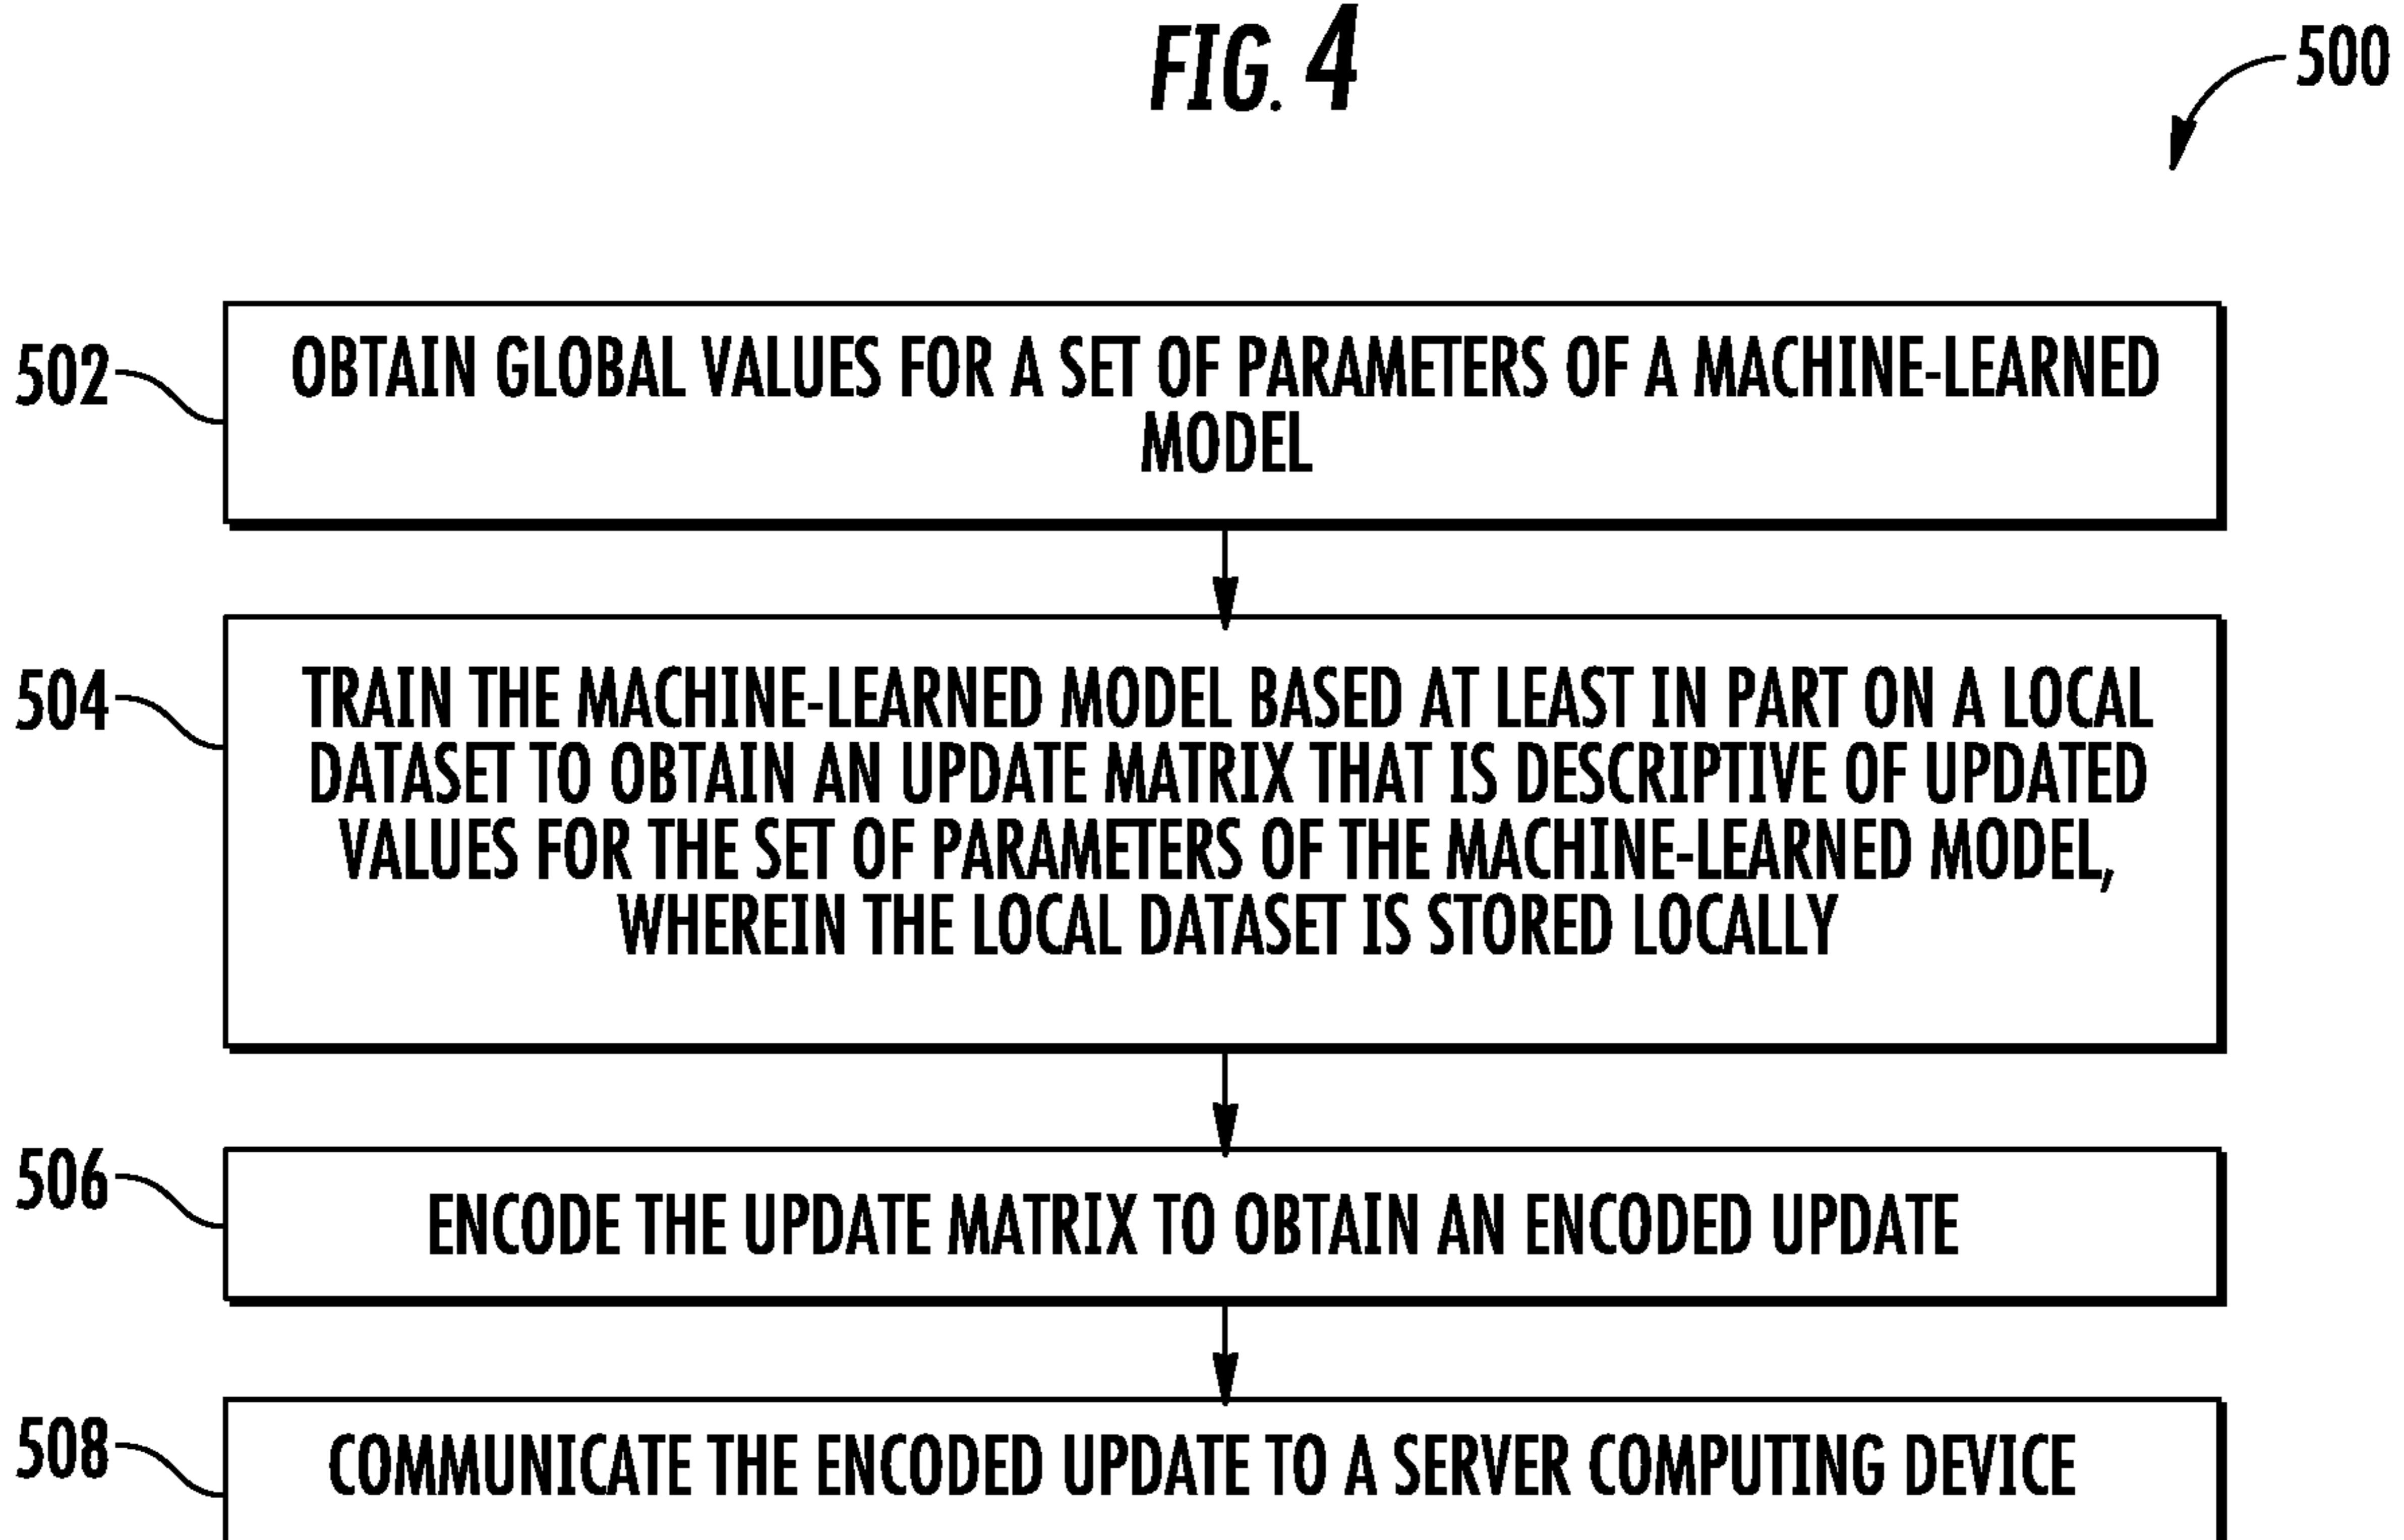 FIG. 4
500
502
OBTAIN GLOBAL VALUES FOR A SET OF PARAMETERS OF A MACHINE-LEARNED
MODEL
504
TRAIN THE MACHINE-LEARNED MODEL BASED AT LEAST IN PART ON A LOCAL
DATASET TO OBTAIN AN UPDATE MATRIX THAT IS DESCRIPTIVE OF UPDATED
VALUES FOR THE SET OF PARAMETERS OF THE MACHINE-LEARNED MODEL,
WHEREIN THE LOCAL DATASET IS STORED LOCALLY
506
ENCODE THE UPDATE MATRIX TO OBTAIN AN ENCODED UPDATE
508
COMMUNICATE THE ENCODED UPDATE TO A SERVER COMPUTING DEVICE